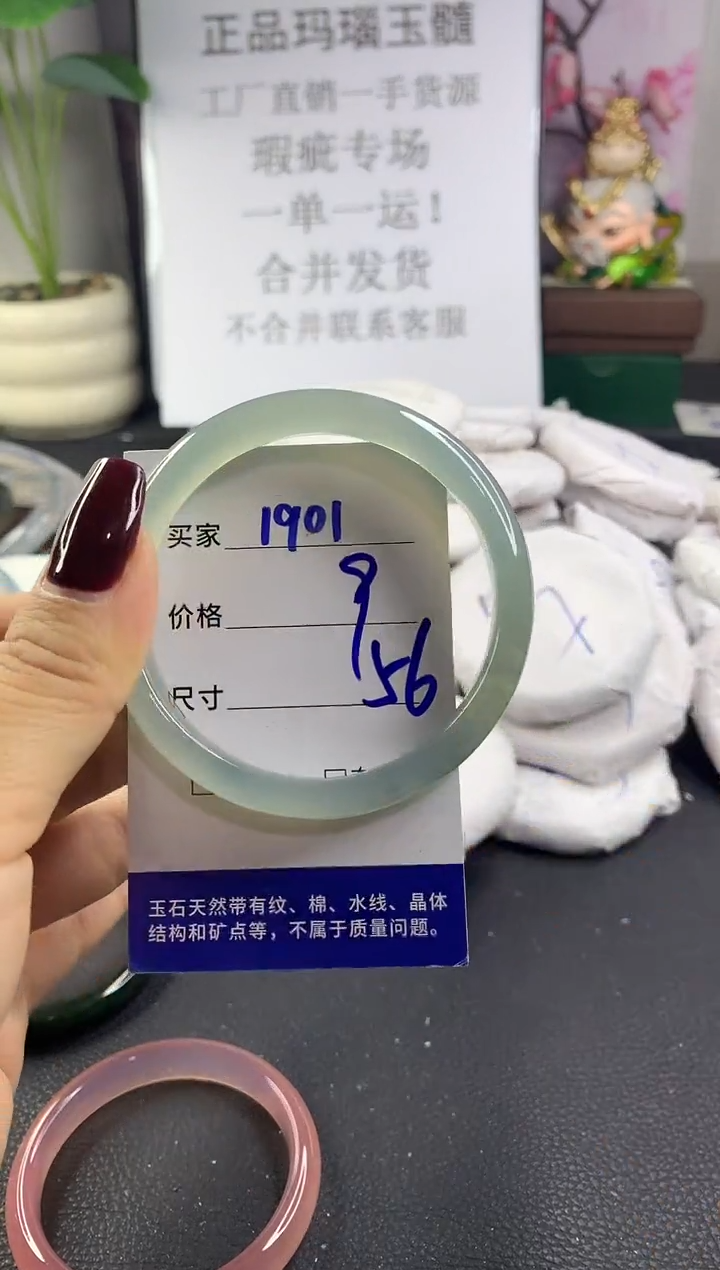 正品玛瑙玉髓
工厂直销一手货源
瑕疵专场
一单一运！
合并发货
不合并联系客服
买家 1901
价格
尺寸 56
玉石天然带有纹、棉、水线、晶体
结构和矿点等，不属于质量问题。